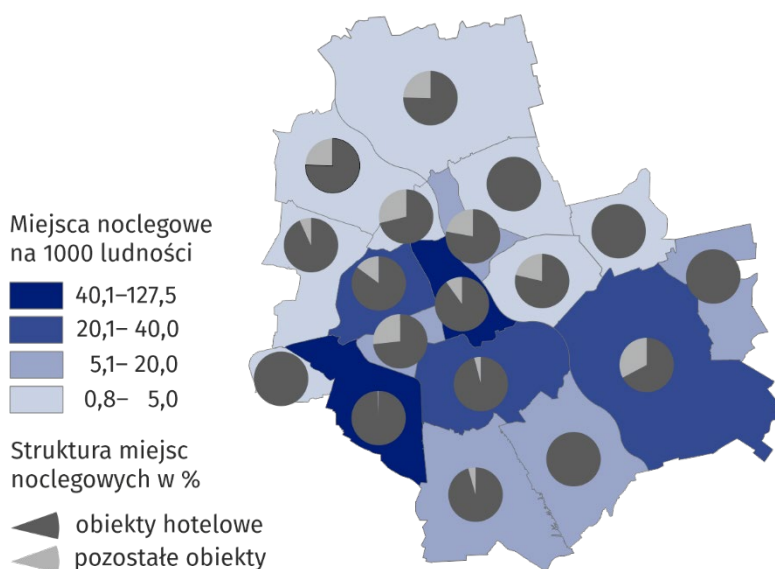 Miejsca noclegowe
na 1000 ludności
40,1–127,5
20,1– 40,0
5,1– 20,0
0,8– 5,0
Struktura miejsc
noclegowych w %
obiekty hotelowe
pozostałe obiekty